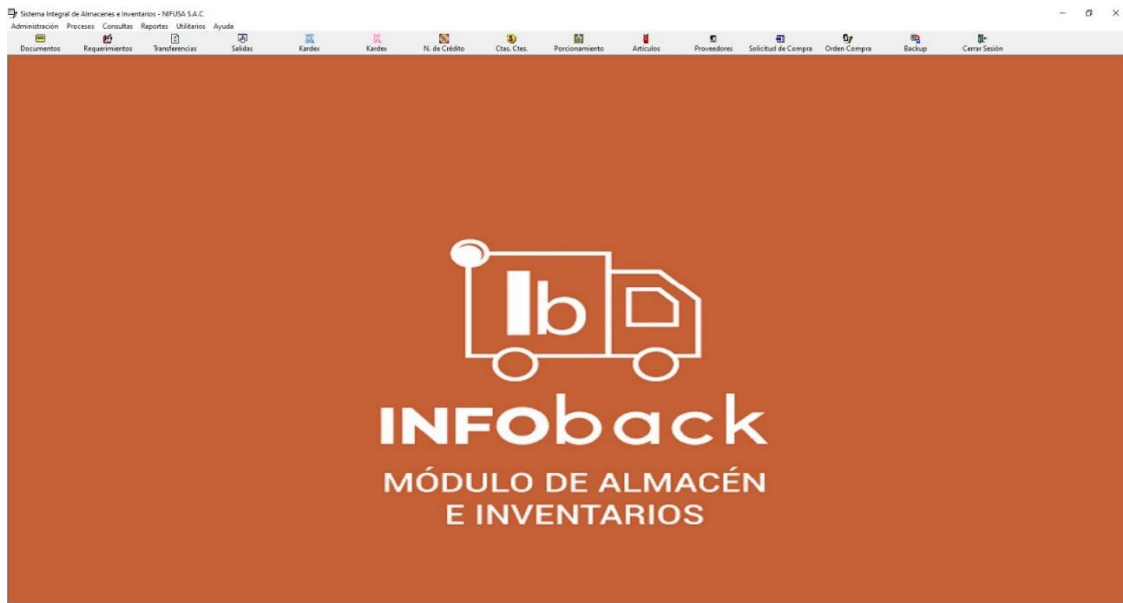 Sistema Integral de Almacenes e Inventarios - NIFUSA S.A.C
Administración Procesos Consultas Reportes Utilitarios Ayuda
Documentos Requerimientos Transferencias Salidas Kardex Kardex N. de Crédito Ctas. Ctes. Porcionamiento Artículos Proveedores Solicitud de Compra Orden Compra Backup Cerrar Sesión
Ib
INFOback
MÓDULO DE ALMACÉN
E INVENTARIOS